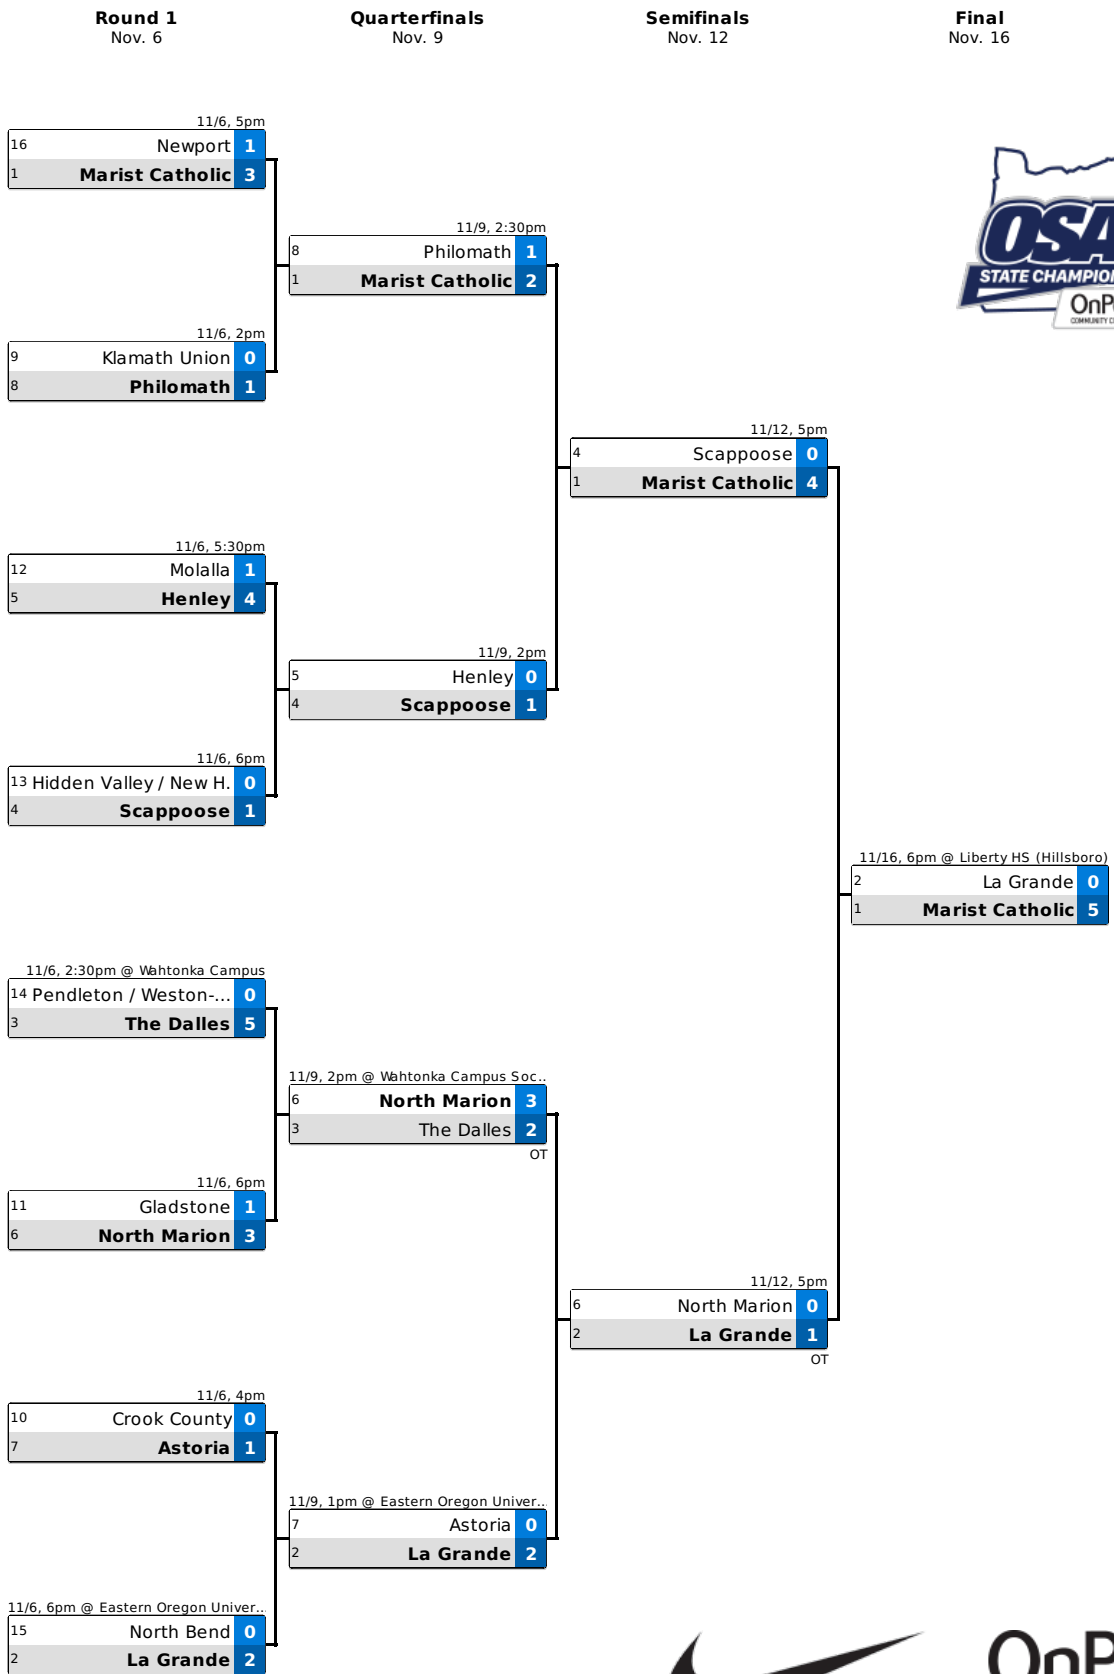 Round 1
Nov. 6
Quarterfinals
Nov. 9
Semifinals
Nov. 12
Final
Nov. 16
11/6, 5pm
16 Newport 1
1 Marist Catholic 3
11/9, 2:30pm
8 Philomath 1
1 Marist Catholic 2
11/6, 2pm
9 Klamath Union 0
8 Philomath 1
OSA
STATE CHAMPION
OnP
COMMUNITY C
11/12, 5pm
4 Scappoose 0
1 Marist Catholic 4
11/6, 5:30pm
12 Molalla 1
5 Henley 4
11/9, 2pm
5 Henley 0
4 Scappoose 1
11/6, 6pm
13 Hidden Valley / New H. 0
4 Scappoose 1
11/16, 6pm @ Liberty HS (Hillsboro)
2 La Grande 0
1 Marist Catholic 5
11/6, 2:30pm @ Wahtonka Campus
14 Pendleton / Weston-... 0
3 The Dalles 5
11/9, 2pm @ Wahtonka Campus Soc..
6 North Marion 3
3 The Dalles 2
OT
11/6, 6pm
11 Gladstone 1
6 North Marion 3
11/12, 5pm
6 North Marion 0
2 La Grande 1
OT
11/6, 4pm
10 Crook County 0
7 Astoria 1
11/9, 1pm @ Eastern Oregon Univer..
7 Astoria 0
2 La Grande 2
11/6, 6pm @ Eastern Oregon Univer..
15 North Bend 0
2 La Grande 2
OnP